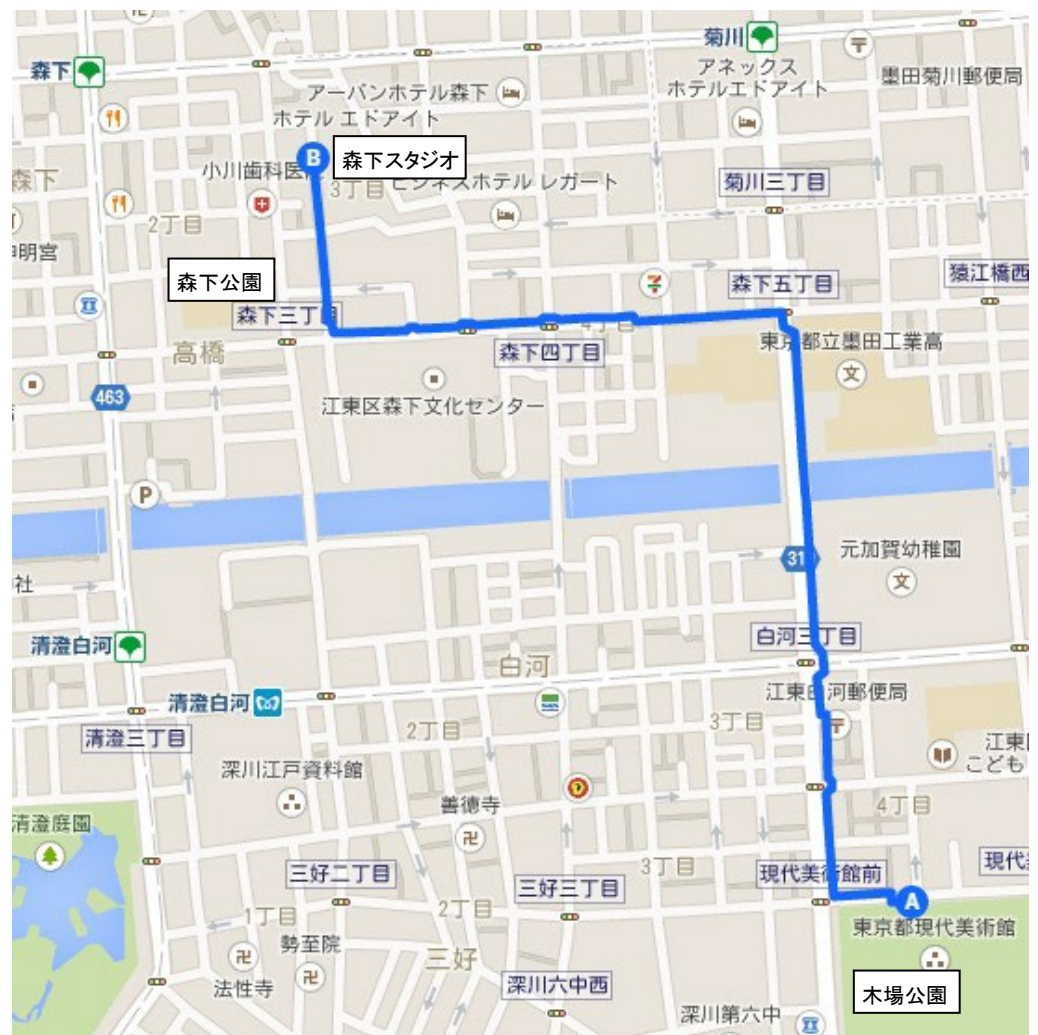 菊川
森下
アネックス
ホテルエドアイト
墨田菊川郵便局
アーバンホテル森下
ホテル エドアイト
B
森下スタジオ
小川歯科医
3丁目
ビジネスホテル レガート
菊川三丁目
森下
2丁目
明宮
森下公園
森下三丁目
森下五丁目
猿江橋西
4丁目
高橋
森下四丁目
東京都立墨田工業高
文
463
江東区森下文化センター
P
31
元加賀幼稚園
文
社
清澄白河
白河三丁目
白河
清澄白河
江東白河郵便局
清澄三丁目
2丁目
3丁目
江東
こども
深川江戸資料館
善徳寺
4丁目
清澄庭園
三好二丁目
3丁目
現代美術館前
現代
三好三丁目
A
1丁目
2丁目
東京都現代美術館
勢至院
三好
法性寺
深川六中西
木場公園
深川第六中